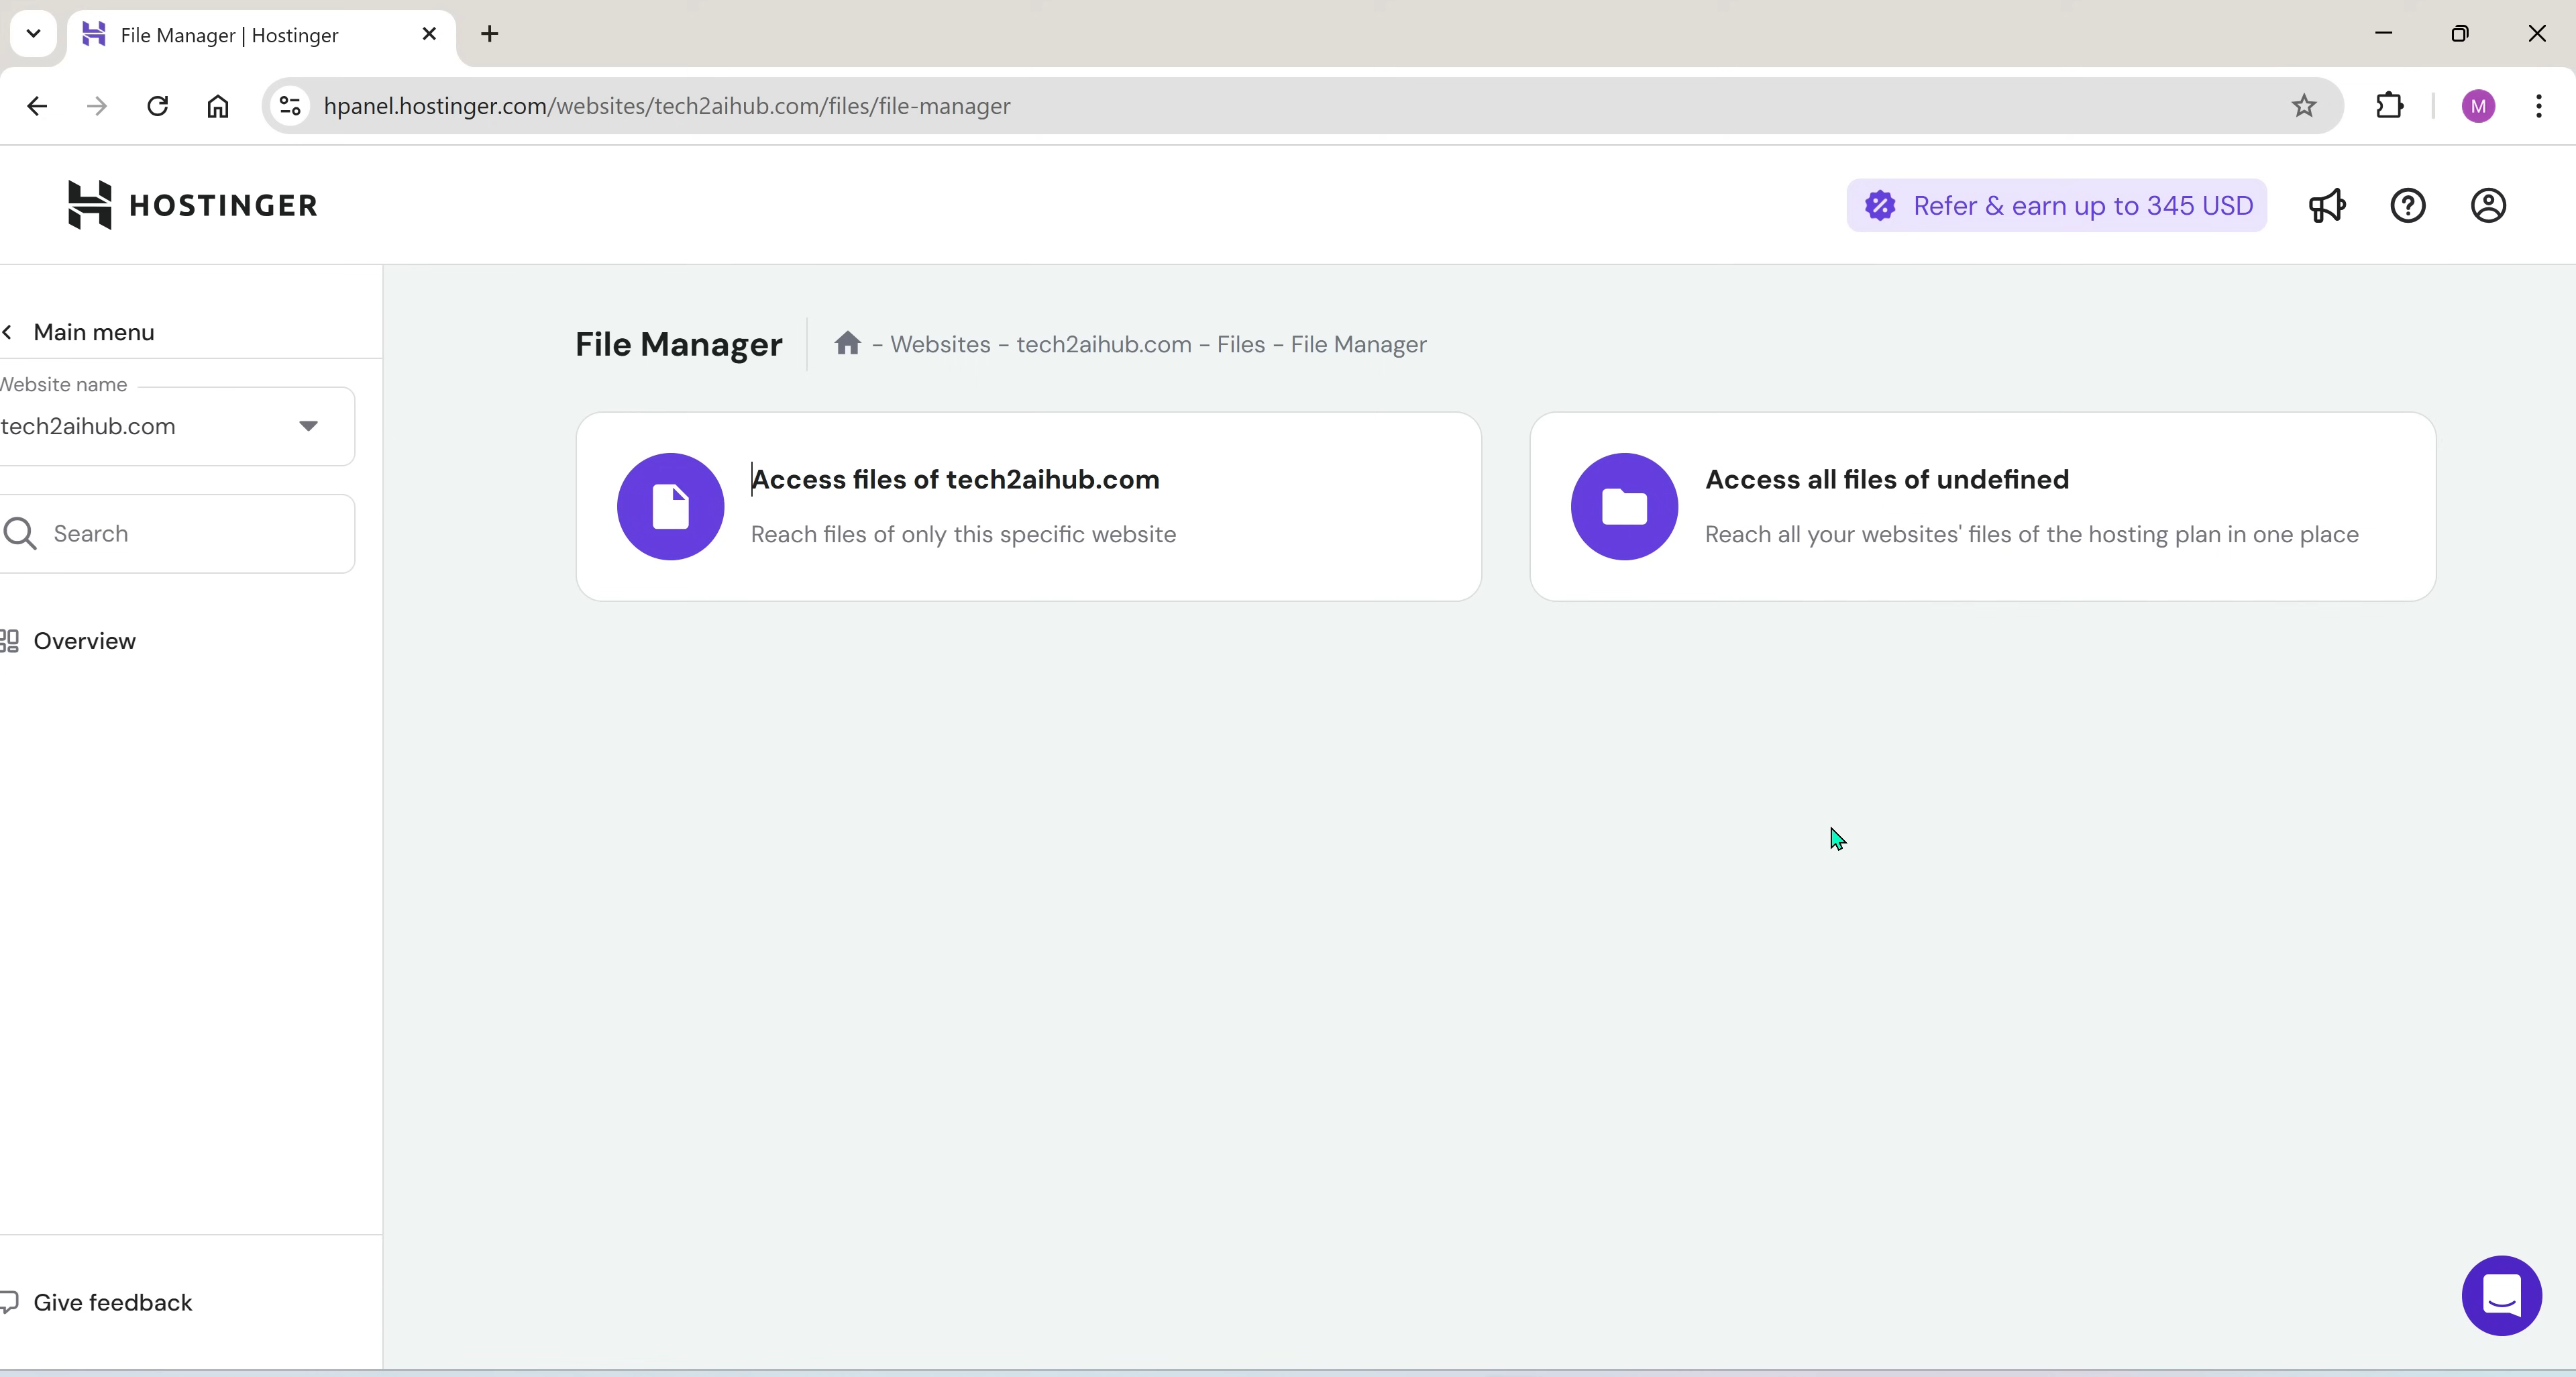 File Manager | Hostinger
hpanel.hostinger.com/websites/tech2aihub.com/files/file-manager
M
HOSTINGER
Refer & earn up to 345 USD
Main menu
Website name
tech2aihub.com
Search
Overview
Give feedback
File Manager
- Websites - tech2aihub.com - Files - File Manager
Access files of tech2aihub.com
Reach files of only this specific website
Access all files of undefined
Reach all your websites' files of the hosting plan in one place